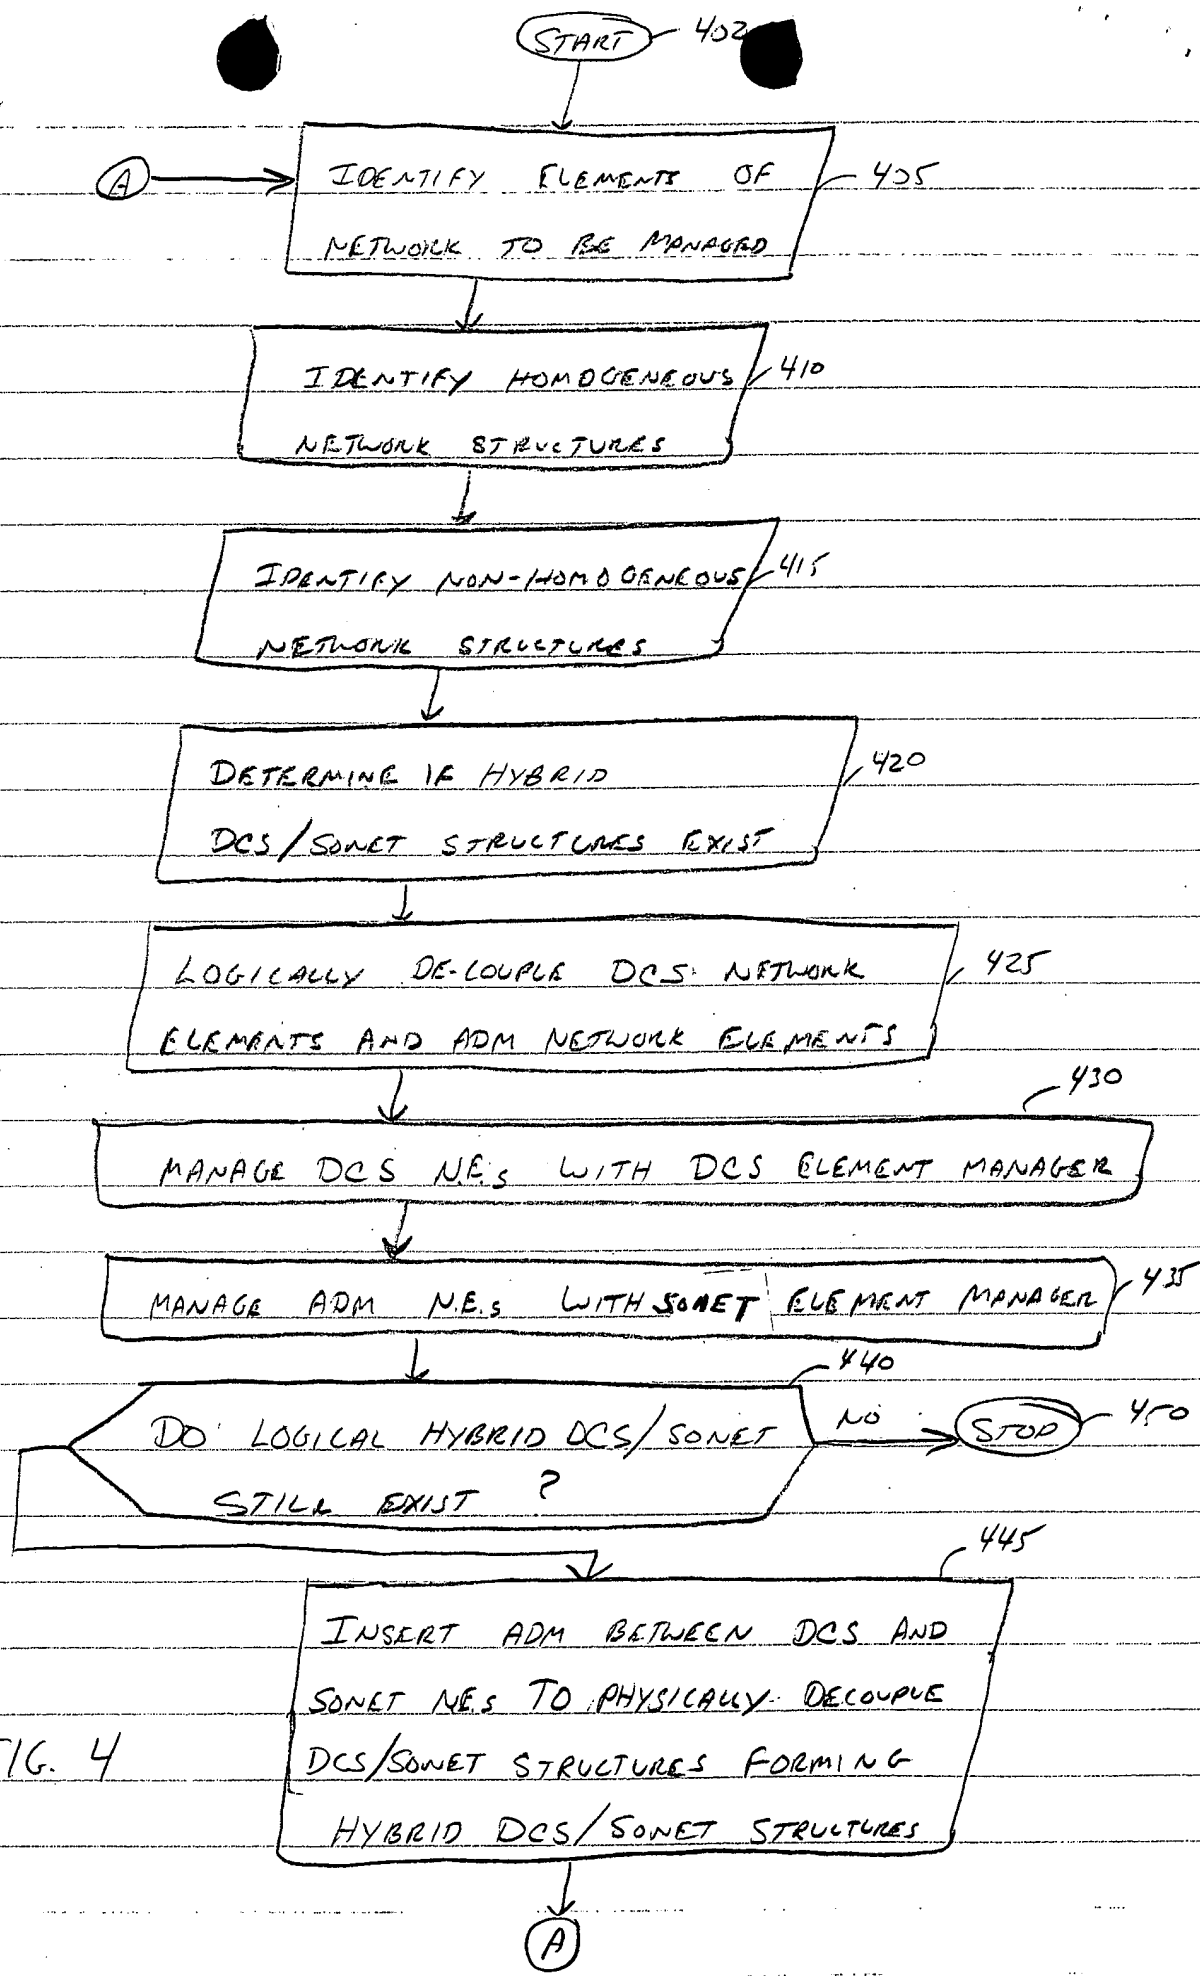 START 402
A
IDENTIFY ELEMENTS OF
NETWORK TO BE MANAGED
405
IDENTIFY HOMOGENEOUS
NETWORK STRUCTURES
410
IDENTIFY NON-HOMOGENEOUS
NETWORK STRUCTURES
415
DETERMINE IF HYBRID
DCS/SONET STRUCTURES EXIST
420
LOGICALLY DE-COUPLE DCS NETWORK
ELEMENTS AND ADM NETWORK ELEMENTS
425
430
MANAGE DCS N.E.s WITH DCS ELEMENT MANAGER
MANAGE ADM N.E.s WITH SONET ELEMENT MANAGER
435
440
DO LOGICAL HYBRID DCS/SONET
STILL EXIST ?
NO
STOP
450
445
INSERT ADM BETWEEN DCS AND
SONET N.E.s TO PHYSICALLY DECOUPLE
DCS/SONET STRUCTURES FORMING
HYBRID DCS/SONET STRUCTURES
IG. 4
A